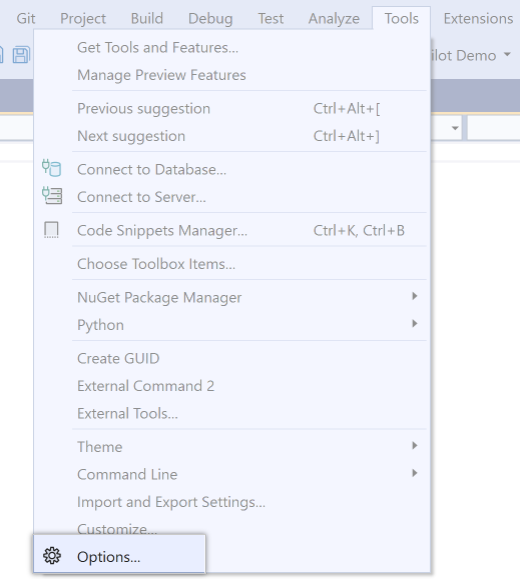 Git Project Build Debug Test Analyze Tools Extensions
ilot Demo
Get Tools and Features...
Manage Preview Features
Previous suggestion Ctrl+Alt+[
Next suggestion Ctrl+Alt+]
Connect to Database...
Connect to Server...
Code Snippets Manager... Ctrl+K, Ctrl+B
Choose Toolbox Items...
NuGet Package Manager
Python
Create GUID
External Command 2
External Tools...
Theme
Command Line
Import and Export Settings...
Customize...
Options...